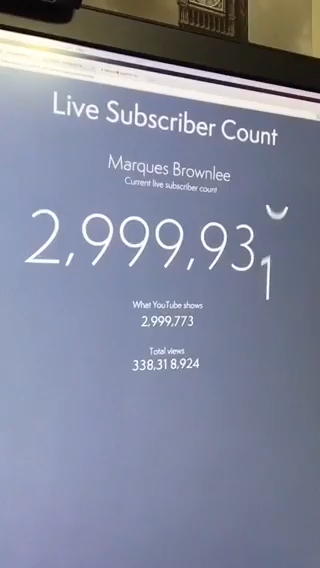 Live Subscriber Count
Marques Brownlee
Current live subscriber count
2,999,931
What YouTube shows
2,999,773
Total views
338,318,924